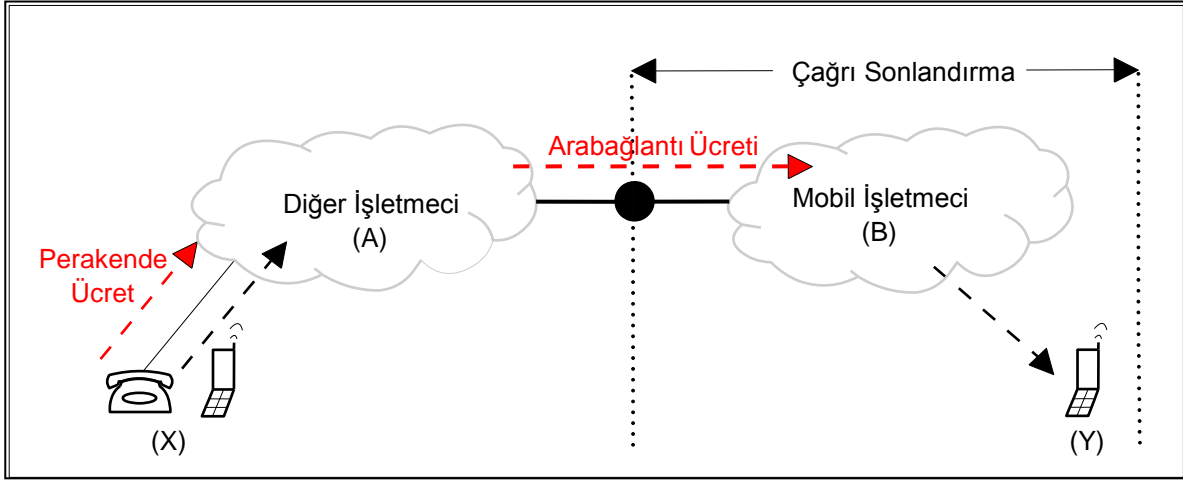 Çağrı Sonlandırma
Arabağlantı Ücreti
Diğer İşletmeci
(A)
Mobil İşletmeci
(B)
Perakende
Ücret
(X)
(Y)